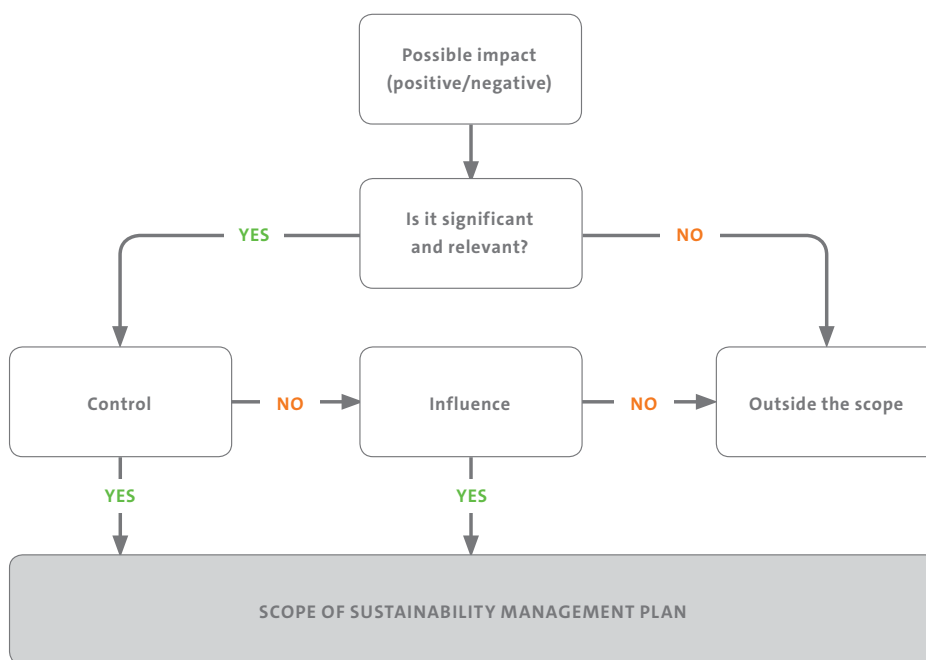 Possible impact
(positive/negative)
Is it significant
and relevant?
YES
NO
Control
NO
Influence
NO
Outside the scope
YES
YES
SCOPE OF SUSTAINABILITY MANAGEMENT PLAN